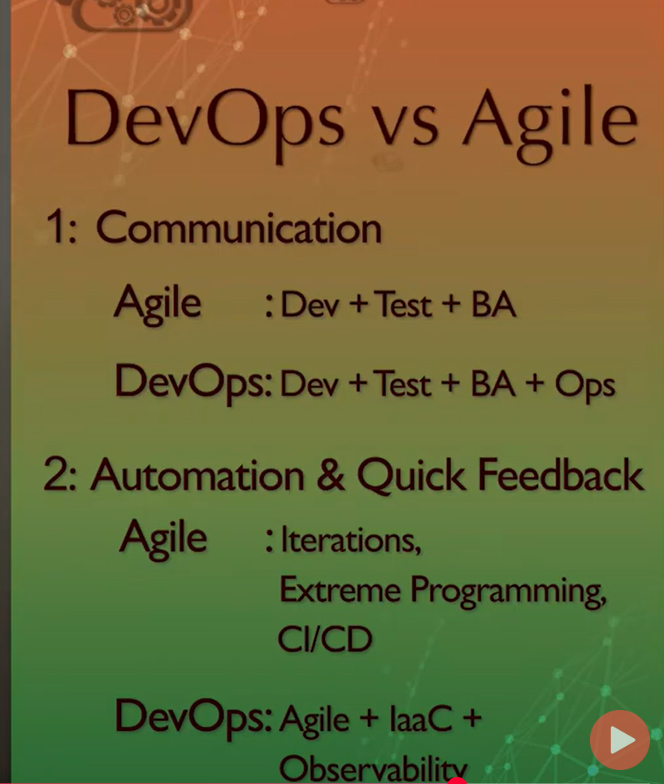 DevOps vs Agile
1: Communication
Agile : Dev + Test + BA
DevOps: Dev + Test + BA + Ops
2: Automation & Quick Feedback
Agile : Iterations,
Extreme Programming,
CI/CD
DevOps: Agile + IaaC +
Observability